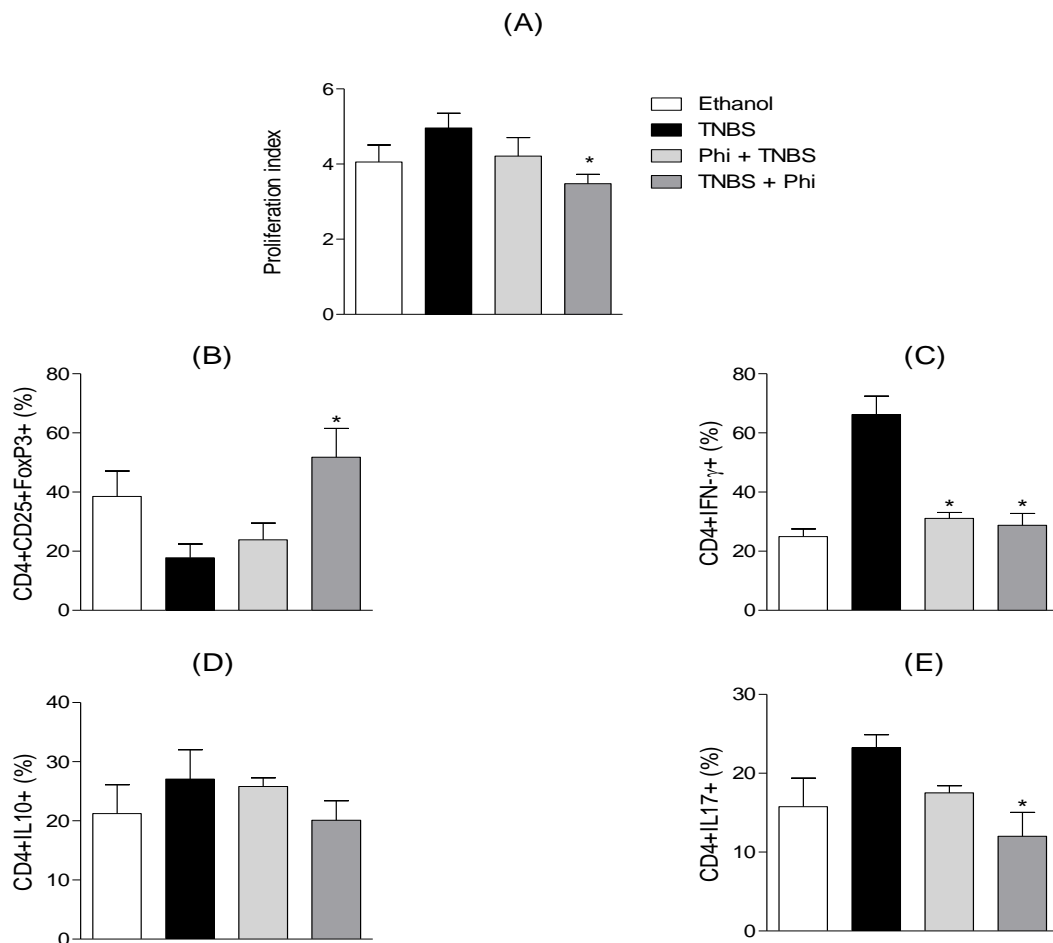 (A)
Proliferation index
6
4
2
0
*
Ethanol
TNBS
Phi + TNBS
TNBS + Phi
(B)
CD4+CD25+FoxP3+ (%)
80
60
40
20
0
*
(C)
CD4+IFN-γ+ (%)
80
60
40
20
0
*
*
(D)
CD4+IL10+ (%)
40
30
20
10
0
(E)
CD4+IL17+ (%)
30
20
10
0
*